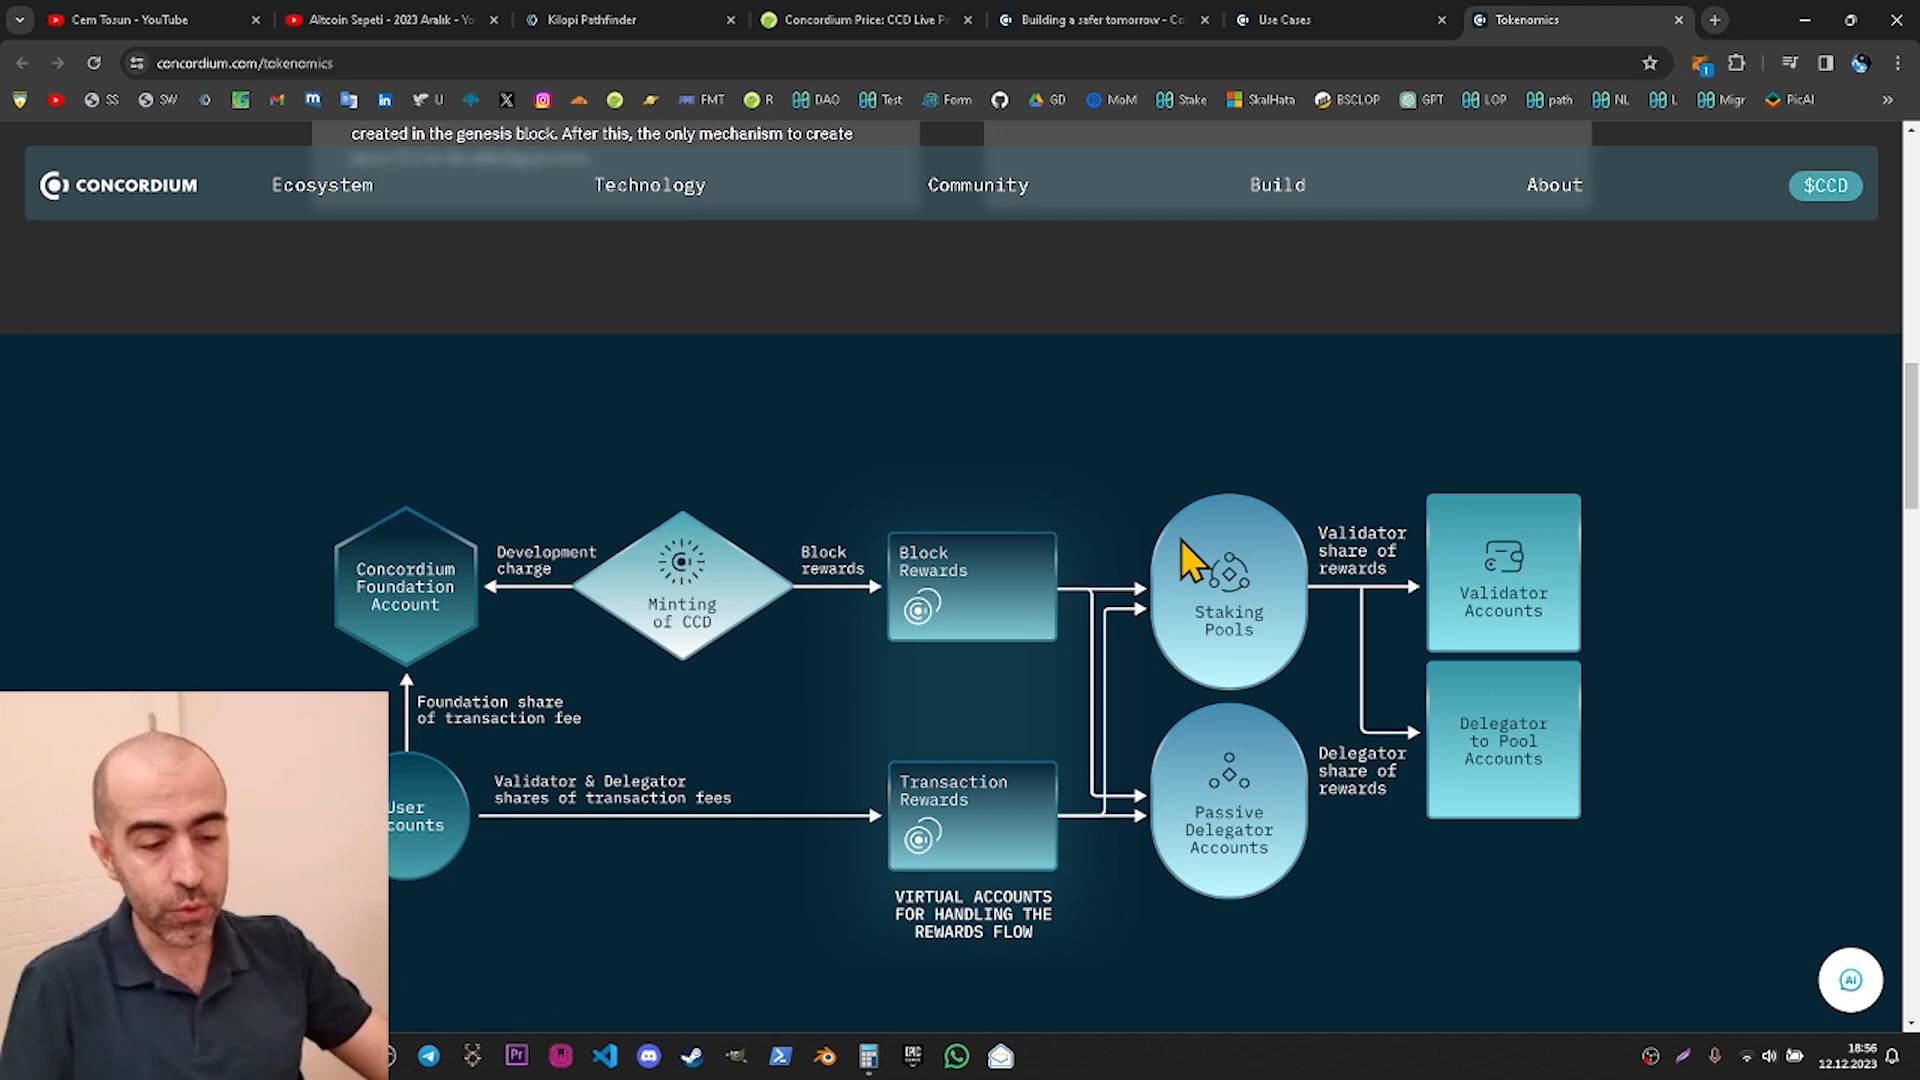 Cem Tosun - YouTube
Altcoin Sepeti - 2023 Aralık - Yo
Kilopi Pathfinder
Concordium Price: CCD Live Pr
Building a safer tomorrow - Co
Use Cases
Tokenomics
concordium.com/tokenomics
SS
SW
U
FMT
R
DAO
Test
Form
GD
MoM
Stake
SkalHata
BSCLOP
GPT
LOP
path
NL
L
Migr
PicAI
created in the genesis block. After this, the only mechanism to create
CONCORDIUM
Ecosystem
Technology
Community
Build
About
$CCD
Concordium
Foundation
Account
Development
charge
Minting
of CCD
Block
rewards
Block
Rewards
Staking
Pools
Validator
share of
rewards
Validator
Accounts
Foundation share
of transaction fee
User
counts
Validator & Delegator
shares of transaction fees
Transaction
Rewards
Passive
Delegator
Accounts
Delegator
share of
rewards
Delegator
to Pool
Accounts
VIRTUAL ACCOUNTS
FOR HANDLING THE
REWARDS FLOW
AI
Pr
EPIC
18:56
12.12.2023